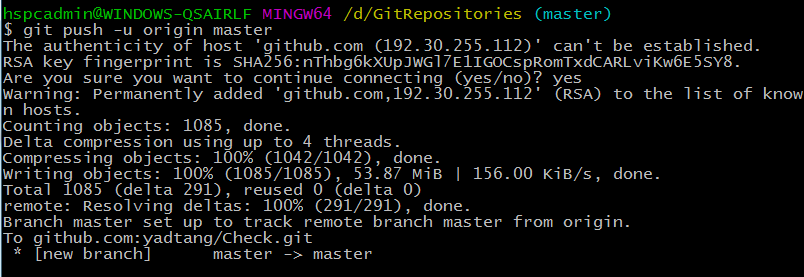 hspcadmin@WINDOWS-QSAIRLF MINGW64 /d/GitRepositories (master)
$ git push -u origin master
The authenticity of host 'github.com (192.30.255.112)' can't be established.
RSA key fingerprint is SHA256:nThbg6kXUpJWGl7E1IGOCspRomTxdCARLviKw6E5SY8.
Are you sure you want to continue connecting (yes/no)? yes
Warning: Permanently added 'github.com,192.30.255.112' (RSA) to the list of know
n hosts.
Counting objects: 1085, done.
Delta compression using up to 4 threads.
Compressing objects: 100% (1042/1042), done.
Writing objects: 100% (1085/1085), 53.87 MiB | 156.00 KiB/s, done.
Total 1085 (delta 291), reused 0 (delta 0)
remote: Resolving deltas: 100% (291/291), done.
Branch master set up to track remote branch master from origin.
To github.com:yadtang/Check.git
 * [new branch]      master -> master